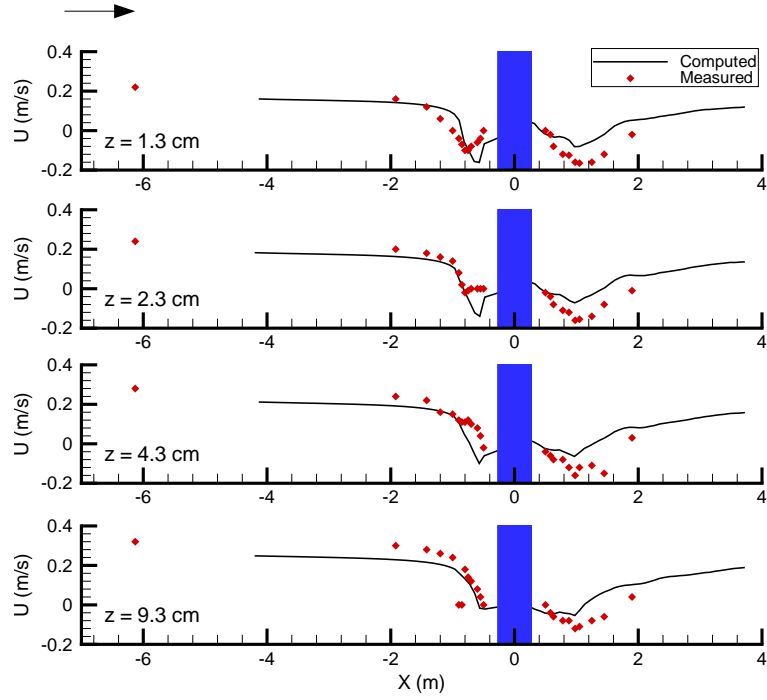 0.4
Computed
Measured
0.2
U (m/s)
0
z = 1.3 cm
-0.2
-6 -4 -2 0 2 4
0.4
0.2
U (m/s)
0
z = 2.3 cm
-0.2
-6 -4 -2 0 2 4
0.4
0.2
U (m/s)
0
z = 4.3 cm
-0.2
-6 -4 -2 0 2 4
0.4
0.2
U (m/s)
0
z = 9.3 cm
-0.2
-6 -4 -2 0 2 4
X (m)